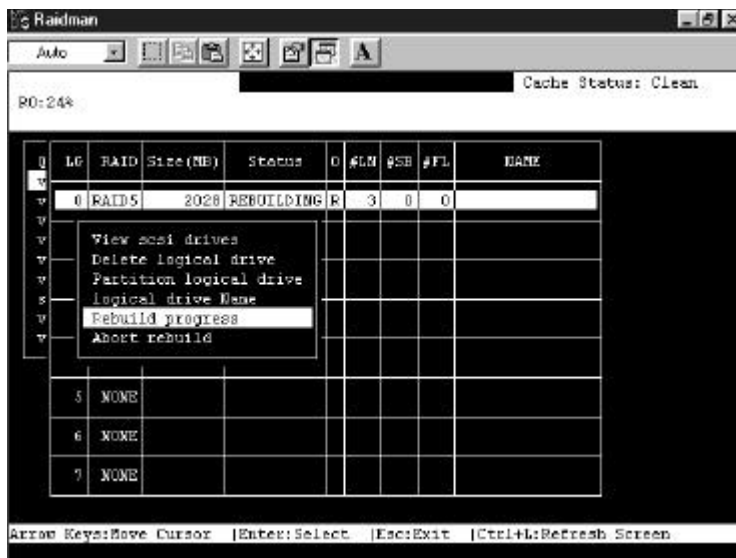 Raidman
Auto
A
Cache Status: Clean
R0:24%
Q LG RAID Size(MB) Status O #LN #SB #FL NAME
v
v 0 RAID5 2028 REBUILDING R 3 0 0
v
v View scsi drives
v Delete logical drive
v Partition logical drive
s logical drive Name
v Rebuild progress
v Abort rebuild
5 NONE
6 NONE
7 NONE
Arrow Keys:Move Cursor |Enter:Select |Esc:Exit |Ctrl+L:Refresh Screen